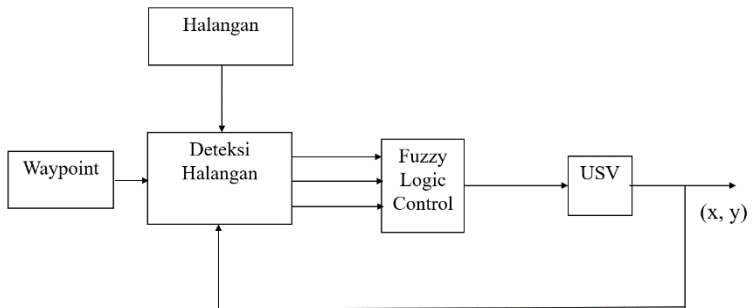 Halangan
Waypoint
Deteksi
Halangan
Fuzzy
Logic
Control
USV
(x, y)